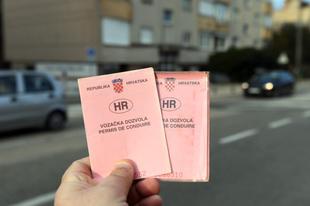 REPUBLIKA HRVATSKA
HR
VOZAČKA DOZVOLA
PERMIS DE CONDUIRE
REPUBLIKA HRVATSKA
HR
VOZAČKA DOZVOLA
PERMIS DE CONDUIRE